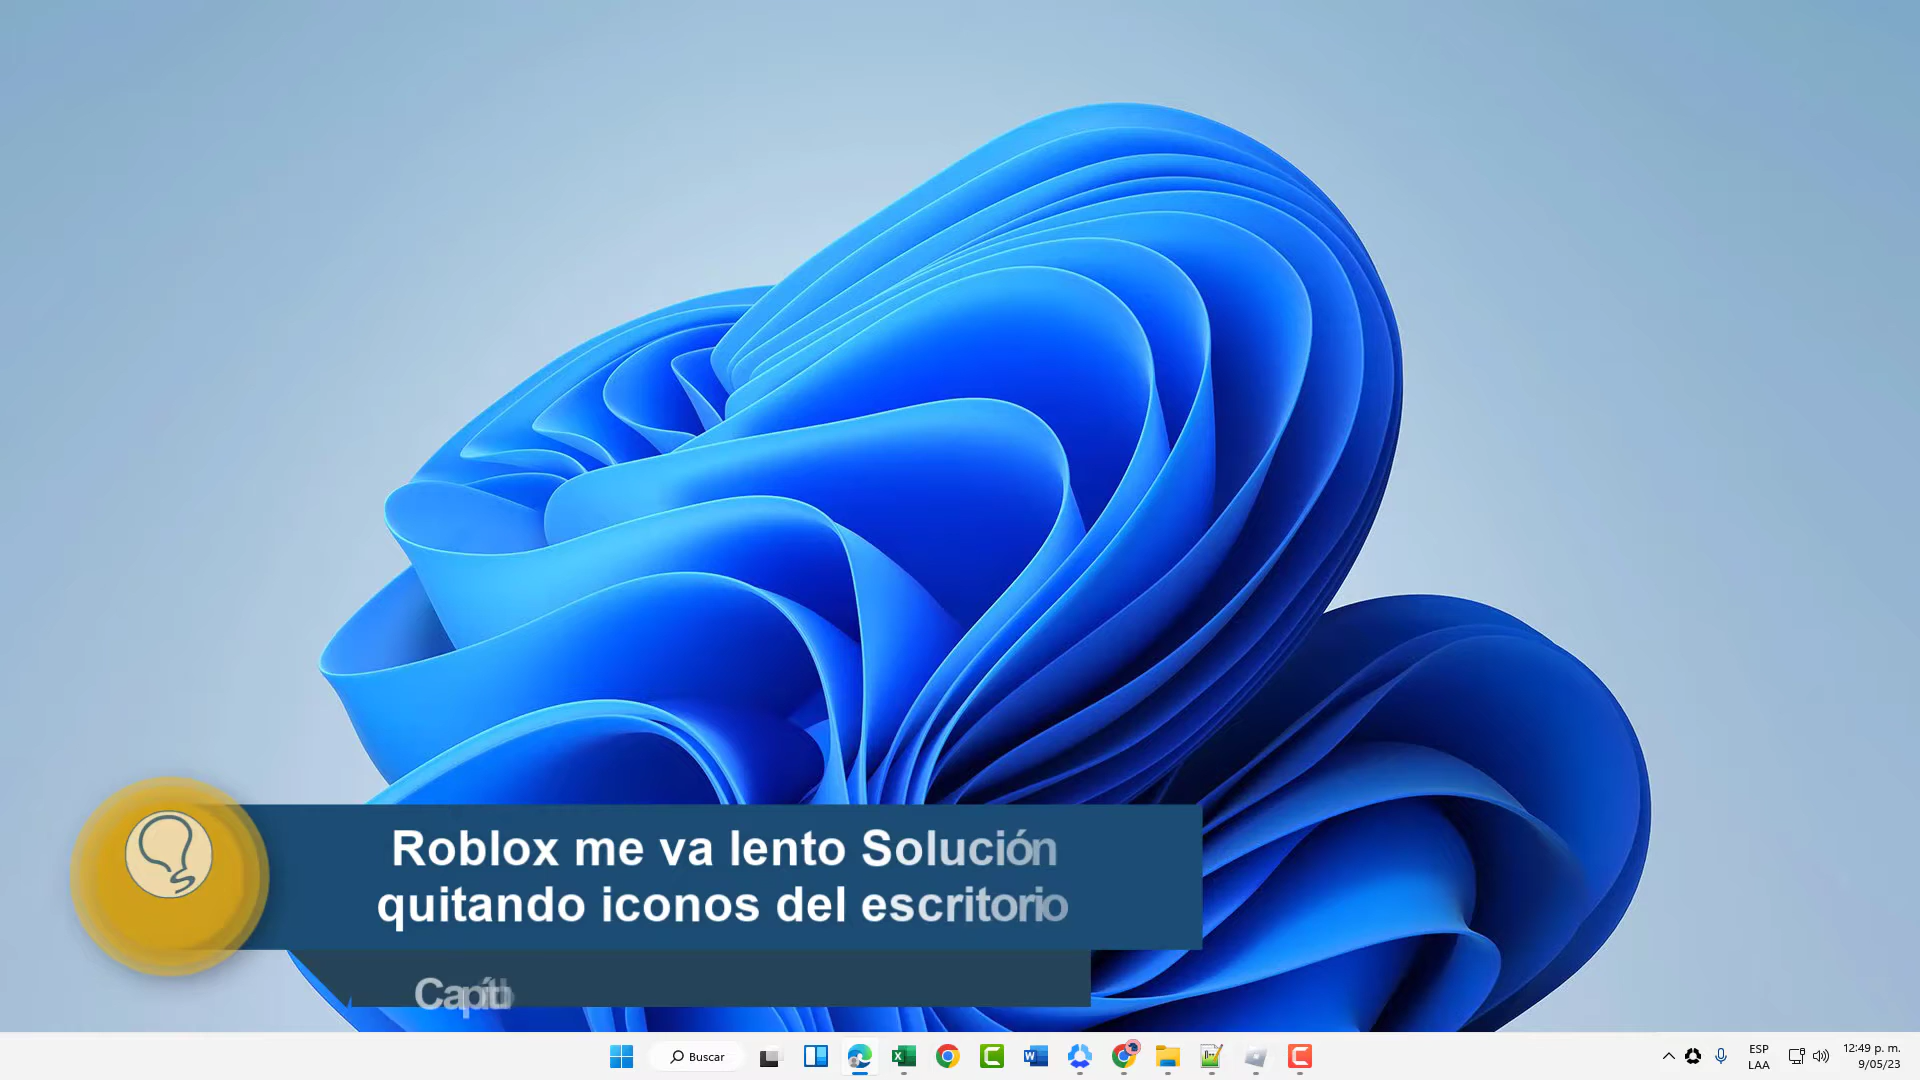 Roblox me va lento Solución
quitando iconos del escritorio
Buscar
ESP
LAA
12:49 p. m.
9/05/23